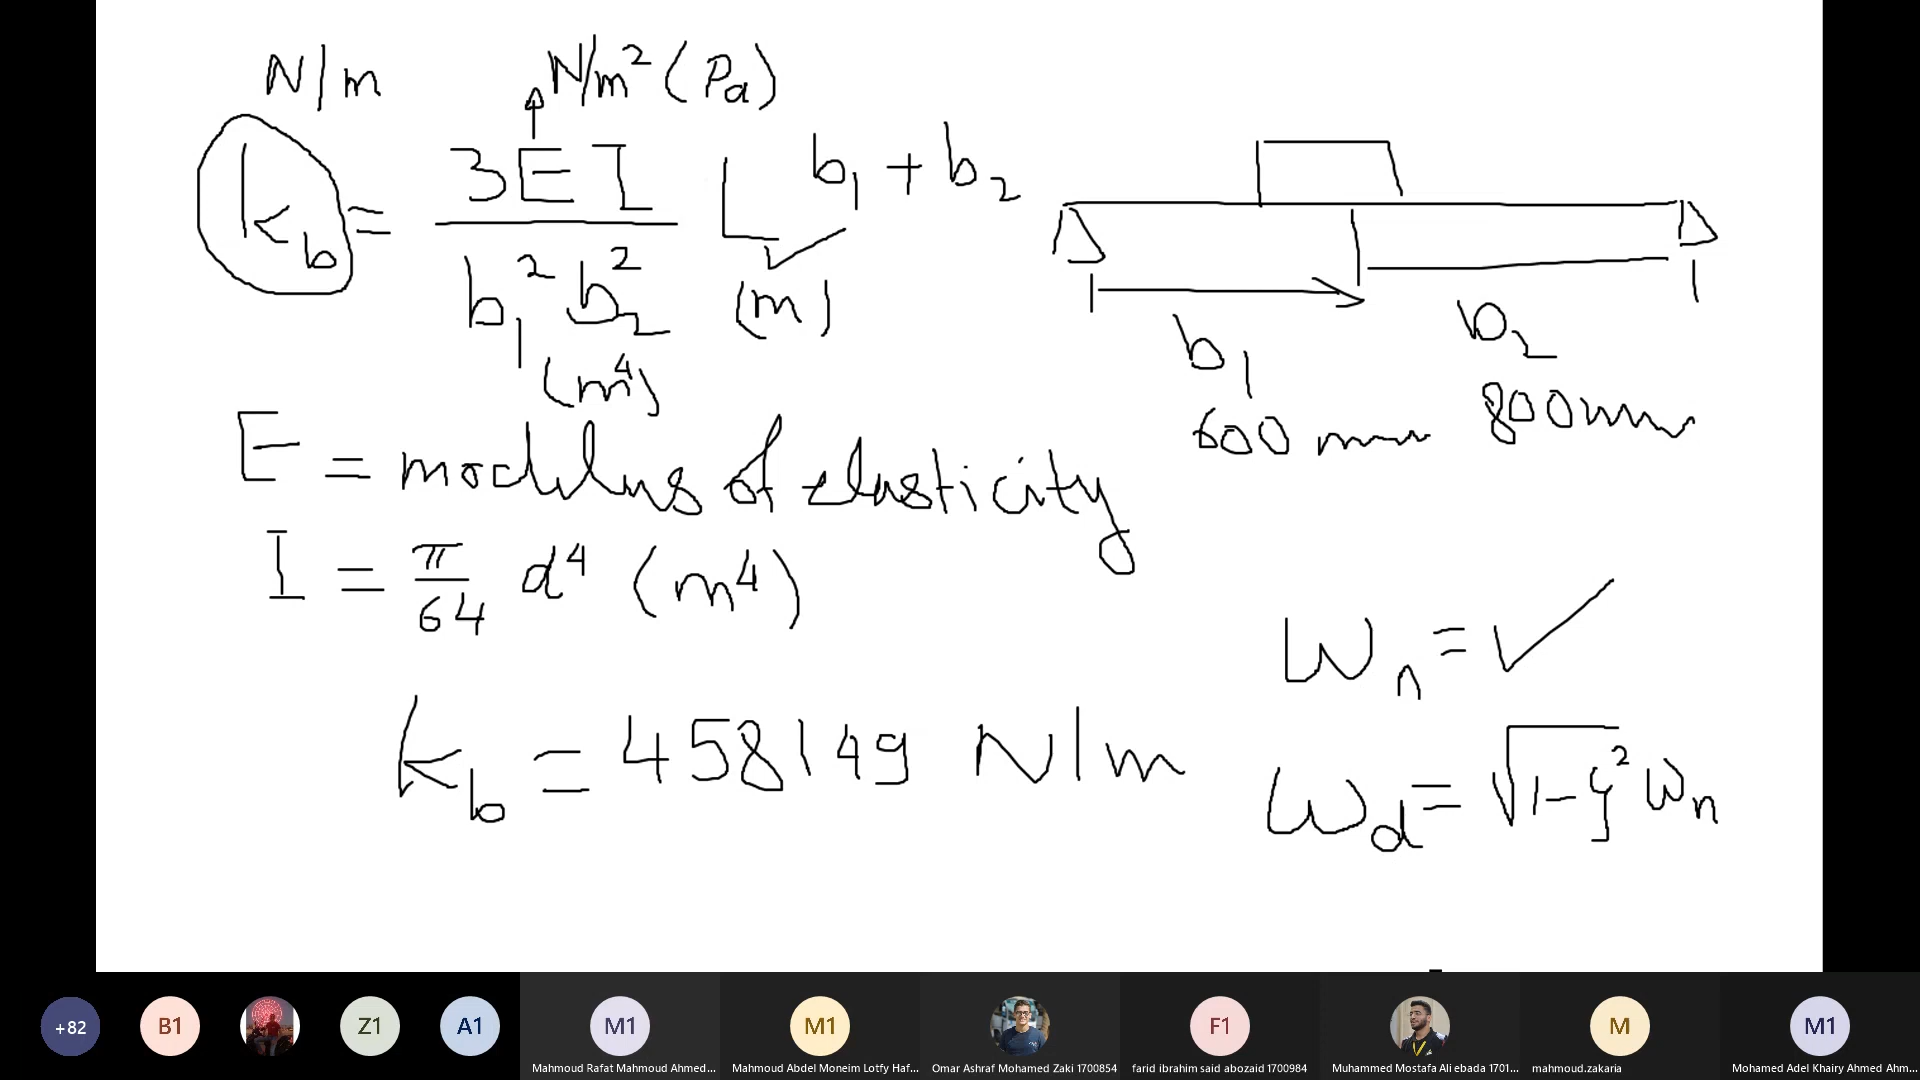 N/m
N/m² (Pa)
k_b = 3EI L / b₁² b₂²
b₁ + b₂
(m)
(m⁴)
b₁
b₂
600 mm
800mm
E = modulus of elasticity
I = π/64 d⁴ (m⁴)
ω_n = ✓
k_b = 458149 N/m
ω_d = √1-ζ² ω_n
+82
B1
Z1
A1
M1
M1
F1
M
M1
Mahmoud Rafat Mahmoud Ahmed...
Mahmoud Abdel Moneim Lotfy Haf...
Omar Ashraf Mohamed Zaki 1700854
farid ibrahim said abozaid 1700984
Muhammed Mostafa Ali ebada 1701...
mahmoud.zakaria
Mohamed Adel Khairy Ahmed Ahm...